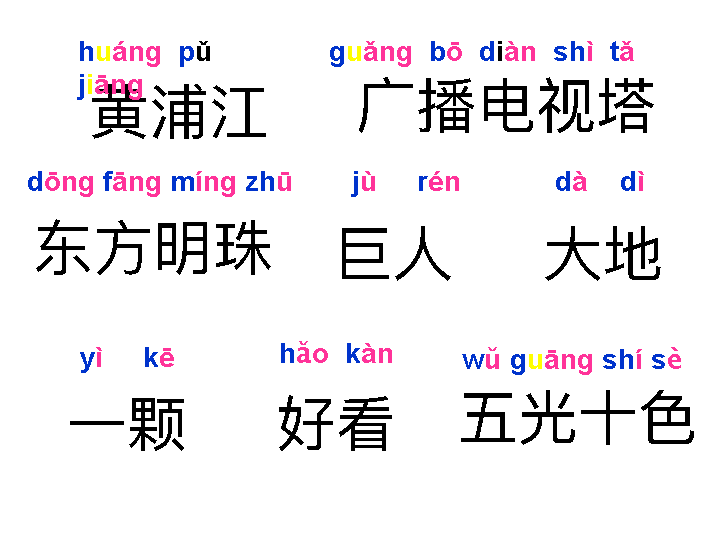 huáng pǔ jiāng guǎng bō diàn shì tǎ
黄浦江 广播电视塔
dōng fāng míng zhū jù rén dà dì
东方明珠 巨人 大地
yì kē hǎo kàn wǔ guāng shí sè
一颗 好看 五光十色